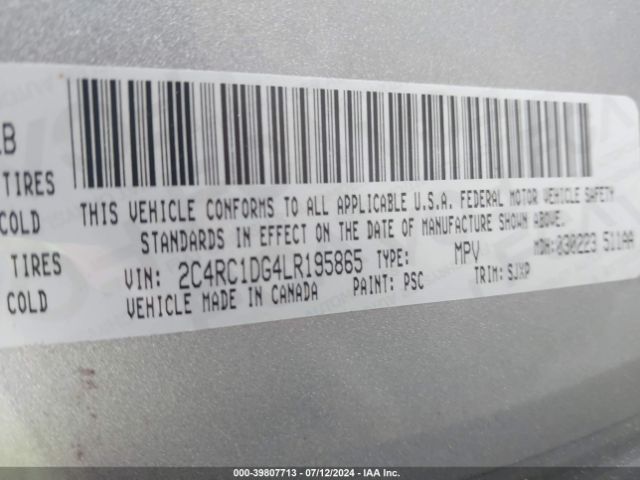 LB
TIRES
COLD
TIRES
COLD
THIS VEHICLE CONFORMS TO ALL APPLICABLE U.S.A. FEDERAL MOTOR VEHICLE SAFETY
STANDARDS IN EFFECT ON THE DATE OF MANUFACTURE SHOWN ABOVE.
VIN: 2C4RC1DG4LR195865 TYPE: MPV MDH:030223 511AA
VEHICLE MADE IN CANADA PAINT: PSC TRIM: SJXP
000-39807713 - 07/12/2024 - IAA Inc.